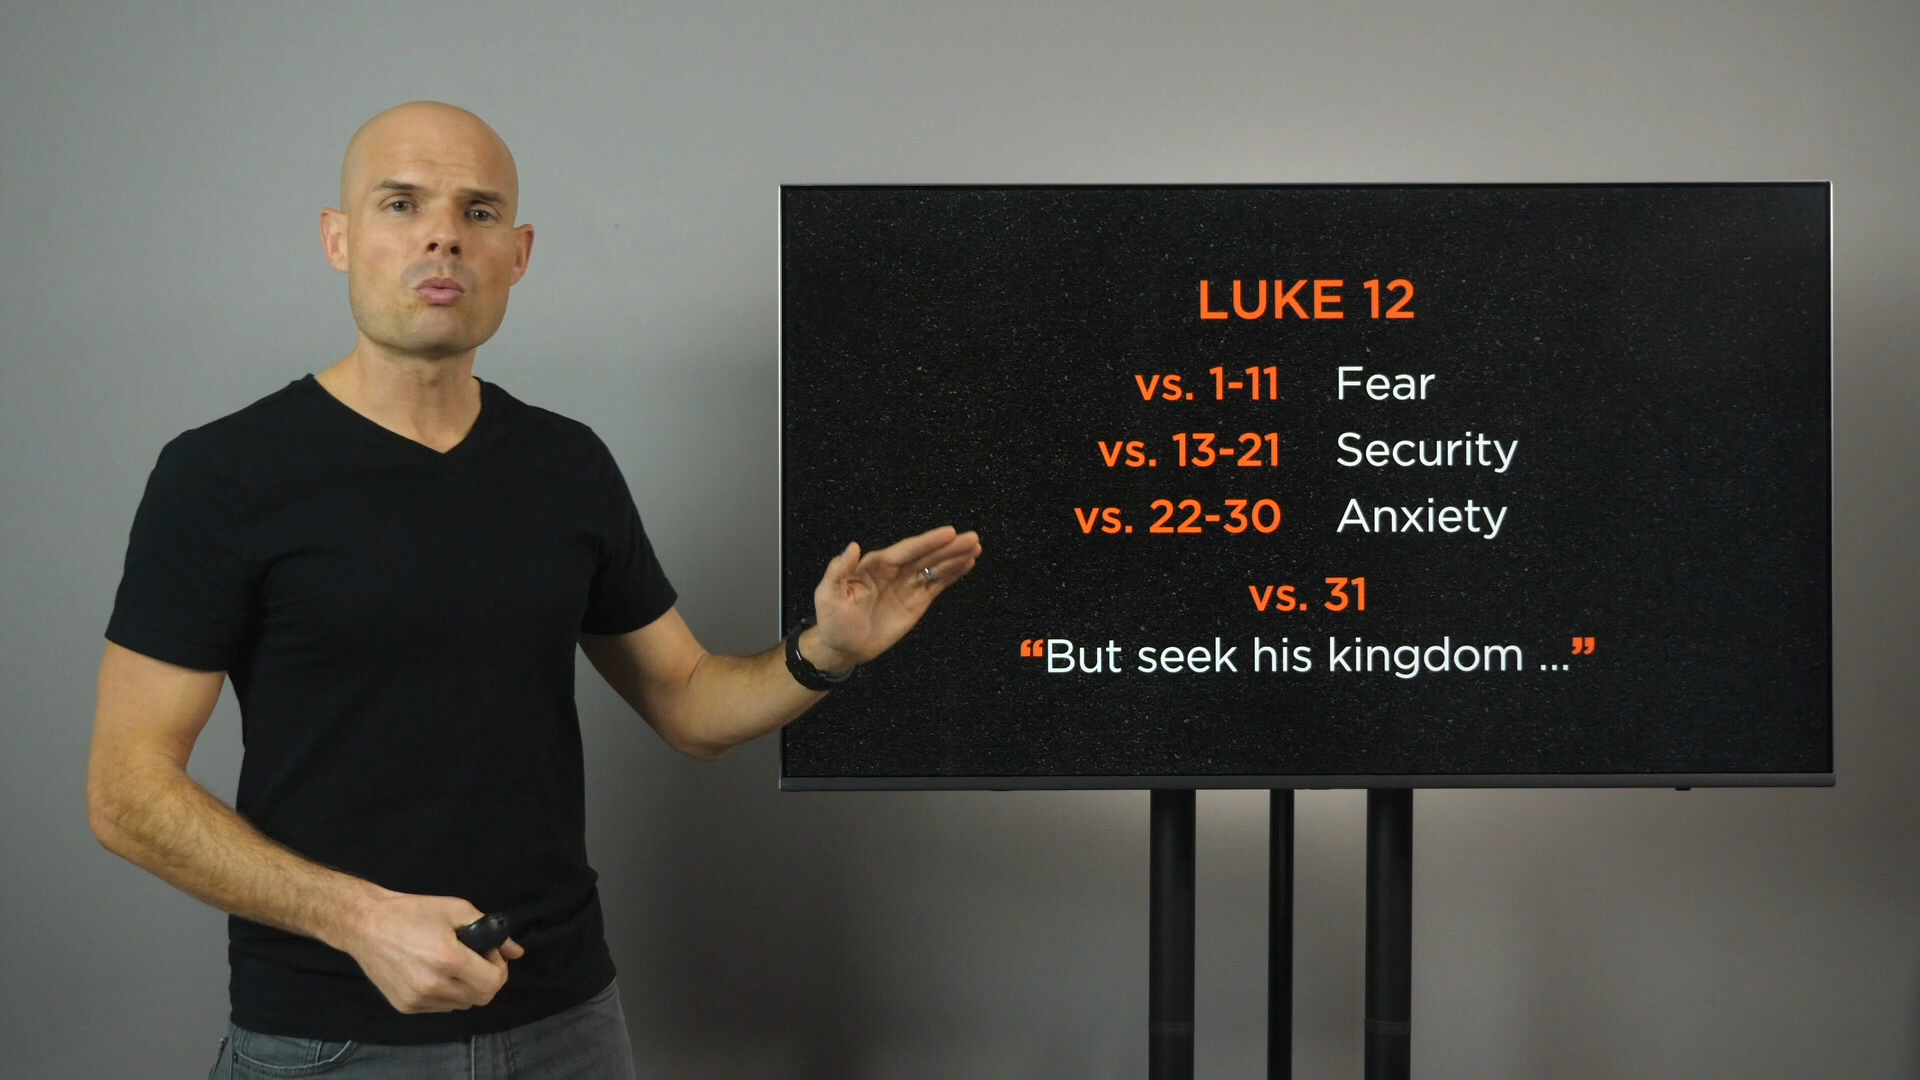 LUKE 12
vs. 1-11 Fear
vs. 13-21 Security
vs. 22-30 Anxiety
vs. 31
“But seek his kingdom ...”